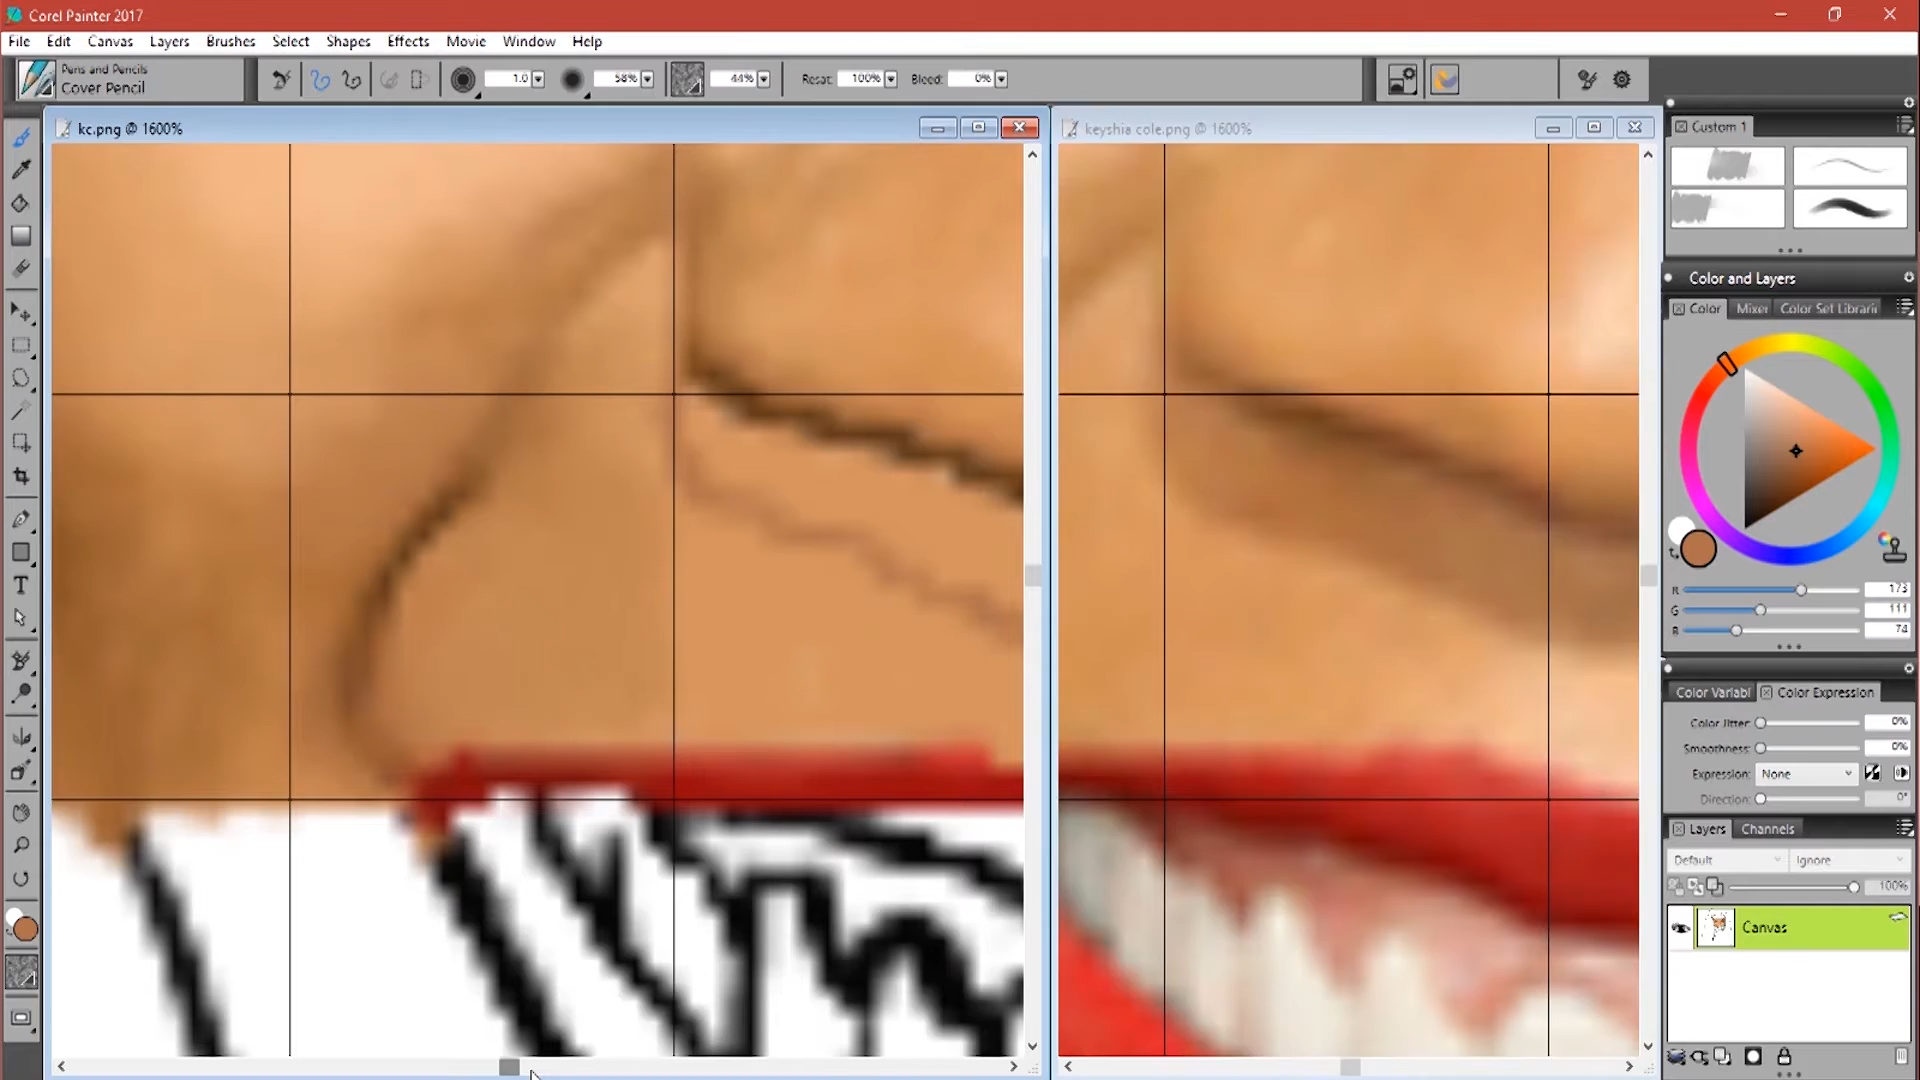 Corel Painter 2017
File Edit Canvas Layers Brushes Select Shapes Effects Movie Window Help
Pens and Pencils
Cover Pencil
1.0 58% 44% Resat: 100% Bleed: 0%
kc.png @ 1600%
keyshia cole.png @ 1600%
Custom 1
Color and Layers
Color Mixer Color Set Librarie
R 173
G 111
B 74
Color Variabl Color Expression
Color Jitter: 0%
Smoothness: 0%
Expression: None
Direction: 0°
Layers Channels
Default Ignore
100%
Canvas
T